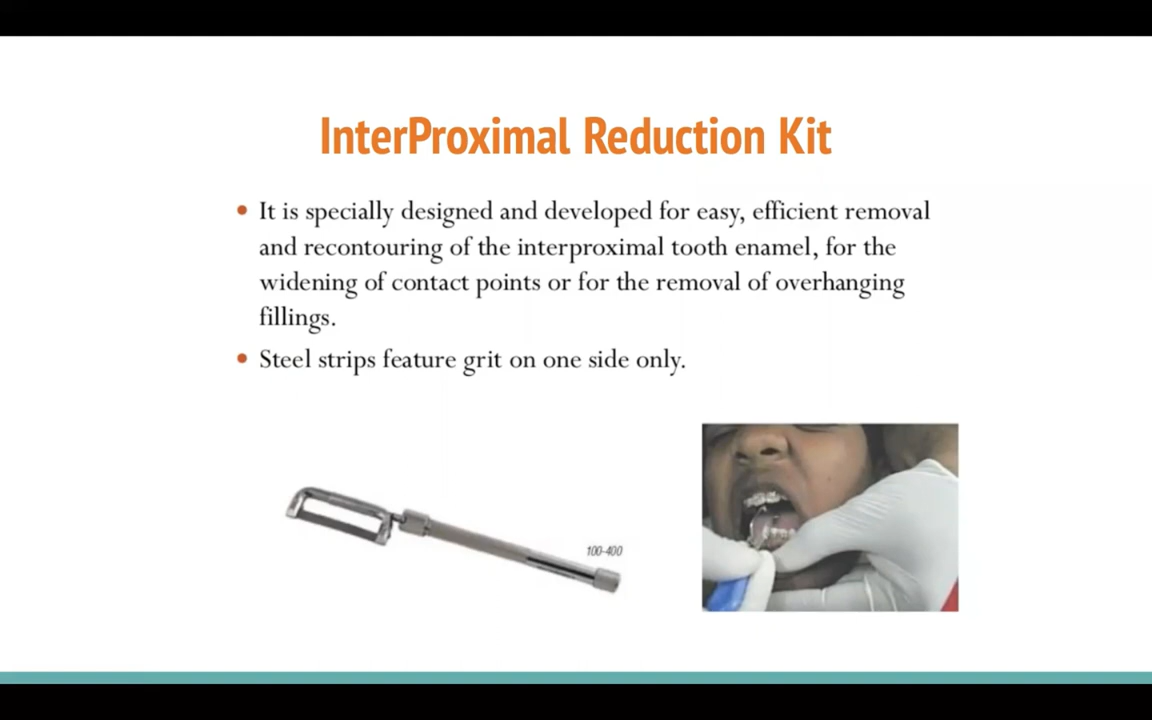 InterProximal Reduction Kit
• It is specially designed and developed for easy, efficient removal
and recontouring of the interproximal tooth enamel, for the
widening of contact points or for the removal of overhanging
fillings.
• Steel strips feature grit on one side only.
100-400